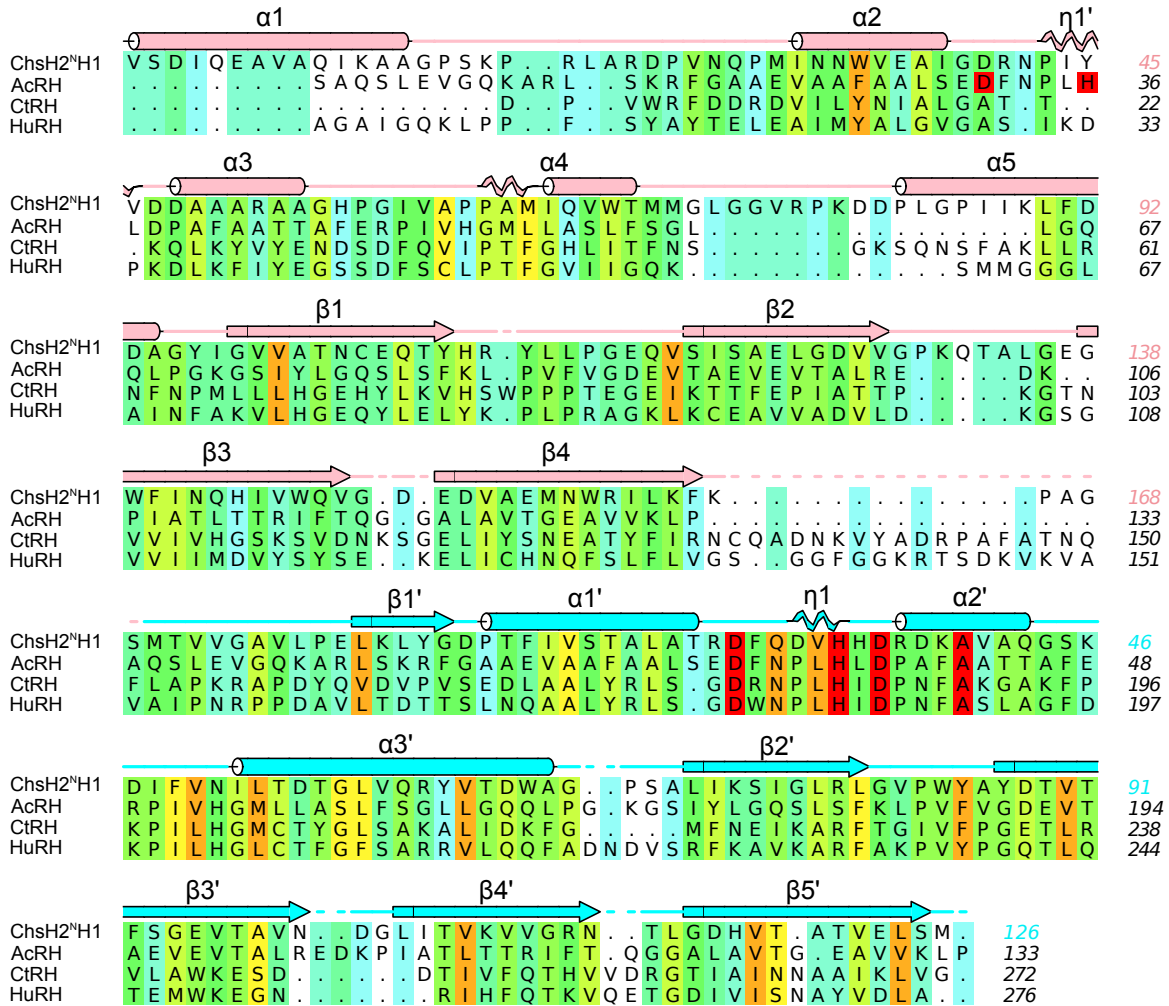 α1 α2 η1'
ChsH2ᴺH1 V S D I Q E A V A Q I K A A G P S K P . . R L A R D P V N Q P M I N N W V E A I G D R N P I Y 45
AcRH . . . . . . . . . S A Q S L E V G Q K A R L . . S K R F G A A E V A A F A A L S E D F N P L H 36
CtRH . . . . . . . . . . . . . . . . . . D . . P . . V W R F D D R D V I L Y N I A L G A T . T . . 22
HuRH . . . . . . . . . A G A I G Q K L P P . . F . . S Y A Y T E L E A I M Y A L G V G A S . I K D 33
α3 α4 α5
ChsH2ᴺH1 V D D A A A R A A G H P G I V A P P A M I Q V W T M M G L G G V R P K D D P L G P I I K L F D 92
AcRH L D P A F A A T T A F E R P I V H G M L L A S L F S G L . . . . . . . . . . . . . . . . L G Q 67
CtRH . K Q L K Y V Y E N D S D F Q V I P T F G H L I T F N S . . . . . . . G K S Q N S F A K L L R 61
HuRH P K D L K F I Y E G S S D F S C L P T F G V I I G Q K . . . . . . . . . . . . . S M M G G G L 67
β1 β2
ChsH2ᴺH1 D A G Y I G V V A T N C E Q T Y H R . Y L L P G E Q V S I S A E L G D V V G P K Q T A L G E G 138
AcRH Q L P G K G S I Y L G Q S L S F K L . P V F V G D E V T A E V E V T A L R E . . . . . D K . . 106
CtRH N F N P M L L L H G E H Y L K V H S W P P P T E G E I K T T F E P I A T T P . . . . . K G T N 103
HuRH A I N F A K V L H G E Q Y L E L Y K . P L P R A G K L K C E A V V A D V L D . . . . . K G S G 108
β3 β4
ChsH2ᴺH1 W F I N Q H I V W Q V G . D . E D V A E M N W R I L K F K . . . . . . . . . . . . . . . P A G 168
AcRH P I A T L T T R I F T Q G . G A L A V T G E A V V K L P . . . . . . . . . . . . . . . . . . . 133
CtRH V V I V H G S K S V D N K S G E L I Y S N E A T Y F I R N C Q A D N K V Y A D R P A F A T N Q 150
HuRH V V I I M D V Y S Y S E . . K E L I C H N Q F S L F L V G S . . G G F G G K R T S D K V K V A 151
β1' α1' η1 α2'
ChsH2ᴺH1 S M T V V G A V L P E L K L Y G D P T F I V S T A L A T R D F Q D V H H D R D K A V A Q G S K 46
AcRH A Q S L E V G Q K A R L S K R F G A A E V A A F A A L S E D F N P L H L D P A F A A T T A F E 48
CtRH F L A P K R A P D Y Q V D V P V S E D L A A L Y R L S . G D R N P L H I D P N F A K G A K F P 196
HuRH V A I P N R P P D A V L T D T T S L N Q A A L Y R L S . G D W N P L H I D P N F A S L A G F D 197
α3' β2'
ChsH2ᴺH1 D I F V N I L T D T G L V Q R Y V T D W A G . . P S A L I K S I G L R L G V P W Y A Y D T V T 91
AcRH R P I V H G M L L A S L F S G L L G Q Q L P G . K G S I Y L G Q S L S F K L P V F V G D E V T 194
CtRH K P I L H G M C T Y G L S A K A L I D K F G . . . . . M F N E I K A R F T G I V F P G E T L R 238
HuRH K P I L H G L C T F G F S A R R V L Q Q F A D N D V S R F K A V K A R F A K P V Y P G Q T L Q 244
β3' β4' β5'
ChsH2ᴺH1 F S G E V T A V N . . D G L I T V K V V G R N . . T L G D H V T . A T V E L S M . 126
AcRH A E V E V T A L R E D K P I A T L T T R I F T . Q G G A L A V T G . E A V V K L P 133
CtRH V L A W K E S D . . . . . . D T I V F Q T H V V D R G T I A I N N A A I K L V G . 272
HuRH T E M W K E G N . . . . . . . R I H F Q T K V Q E T G D I V I S N A Y V D L A . . 276